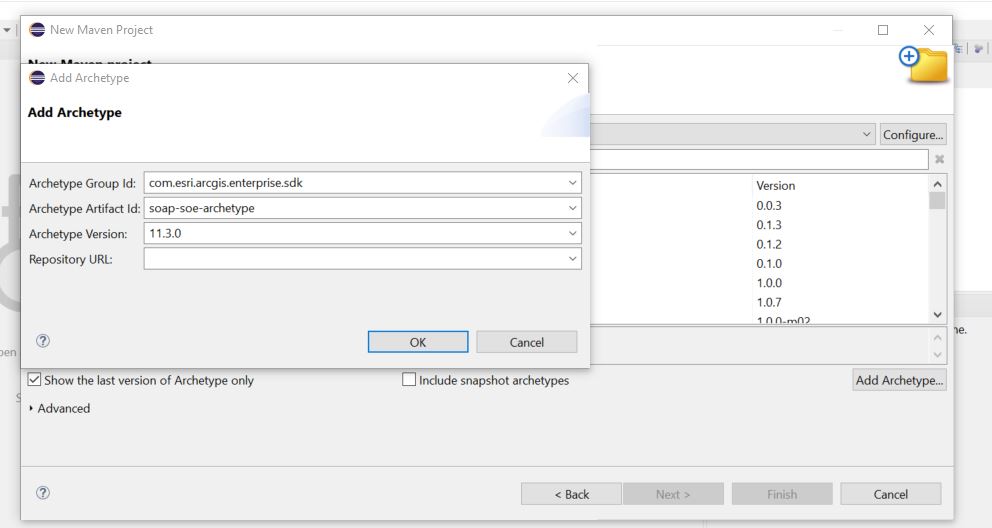 New Maven Project
New Maven project
Add Archetype
Add Archetype
Configure...
Archetype Group Id: com.esri.arcgis.enterprise.sdk
Archetype Artifact Id: soap-soe-archetype
Archetype Version: 11.3.0
Repository URL:
Version
0.0.3
0.1.3
0.1.2
0.1.0
1.0.0
1.0.7
1.0.0-m02
OK
Cancel
Show the last version of Archetype only
Include snapshot archetypes
Add Archetype...
Advanced
< Back
Next >
Finish
Cancel